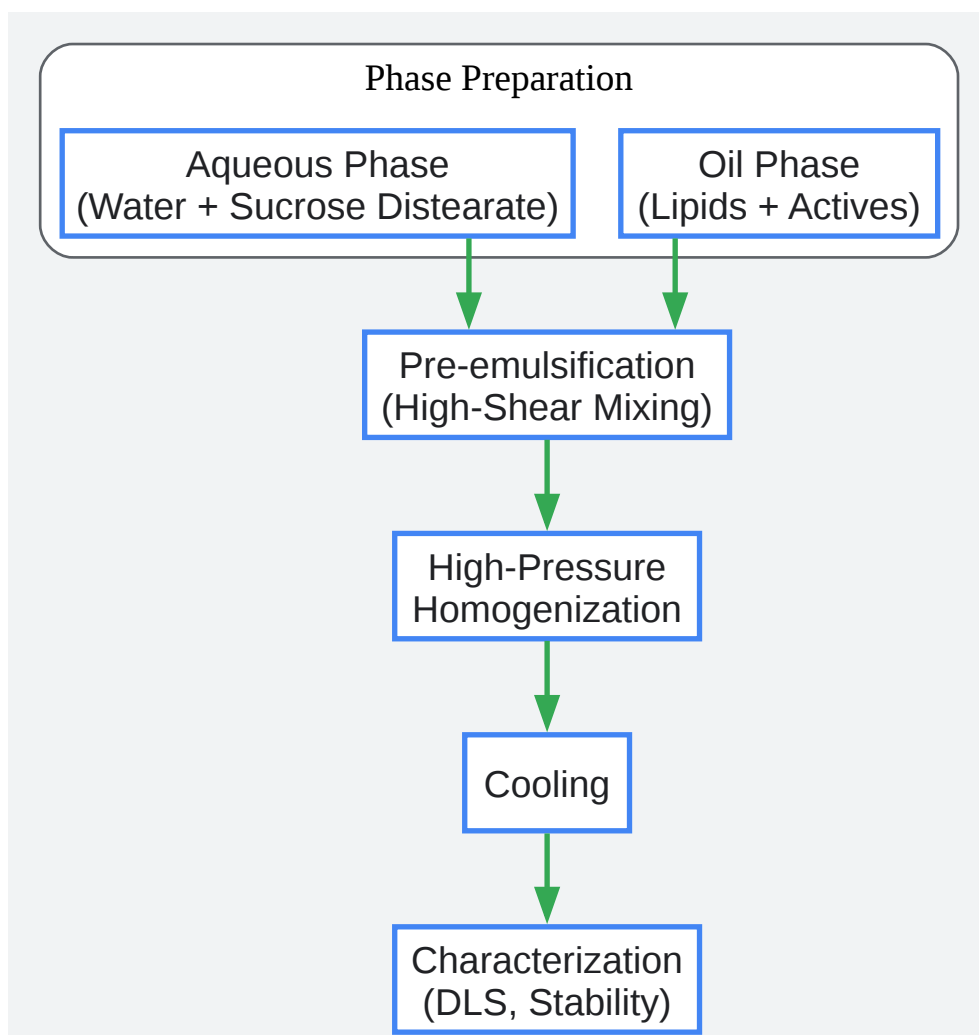 Phase Preparation
Aqueous Phase
(Water + Sucrose Distearate)
Oil Phase
(Lipids + Actives)
Pre-emulsification
(High-Shear Mixing)
High-Pressure
Homogenization
Cooling
Characterization
(DLS, Stability)